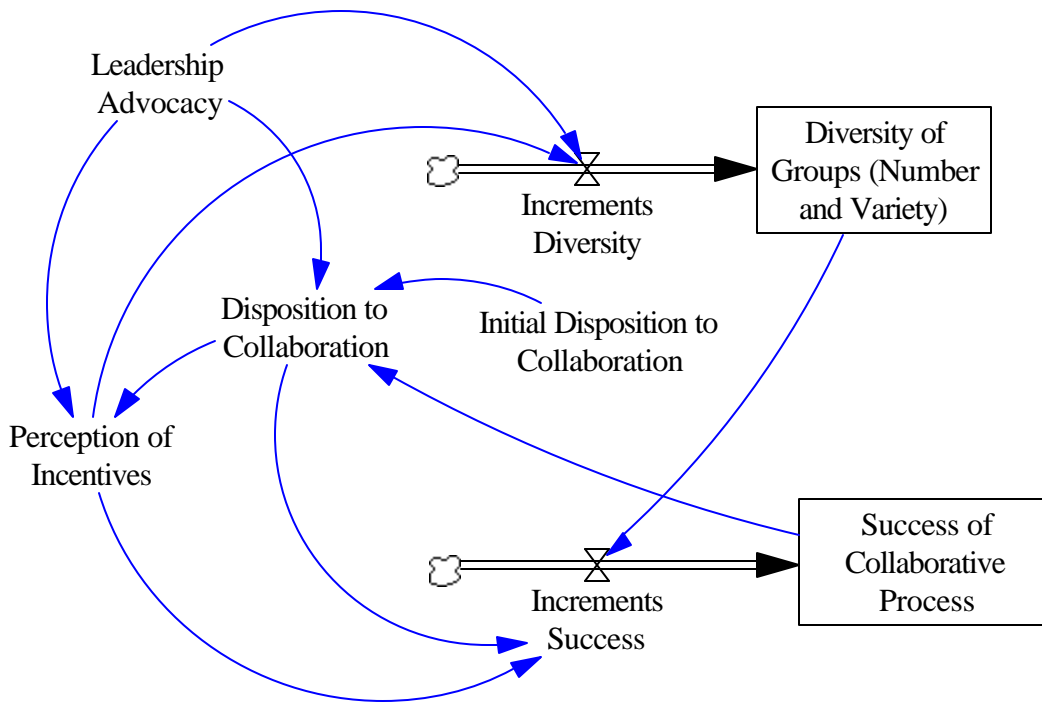 Leadership
Advocacy
Diversity of
Groups (Number
and Variety)
Increments
Diversity
Disposition to
Collaboration
Initial Disposition to
Collaboration
Perception of
Incentives
Success of
Collaborative
Process
Increments
Success